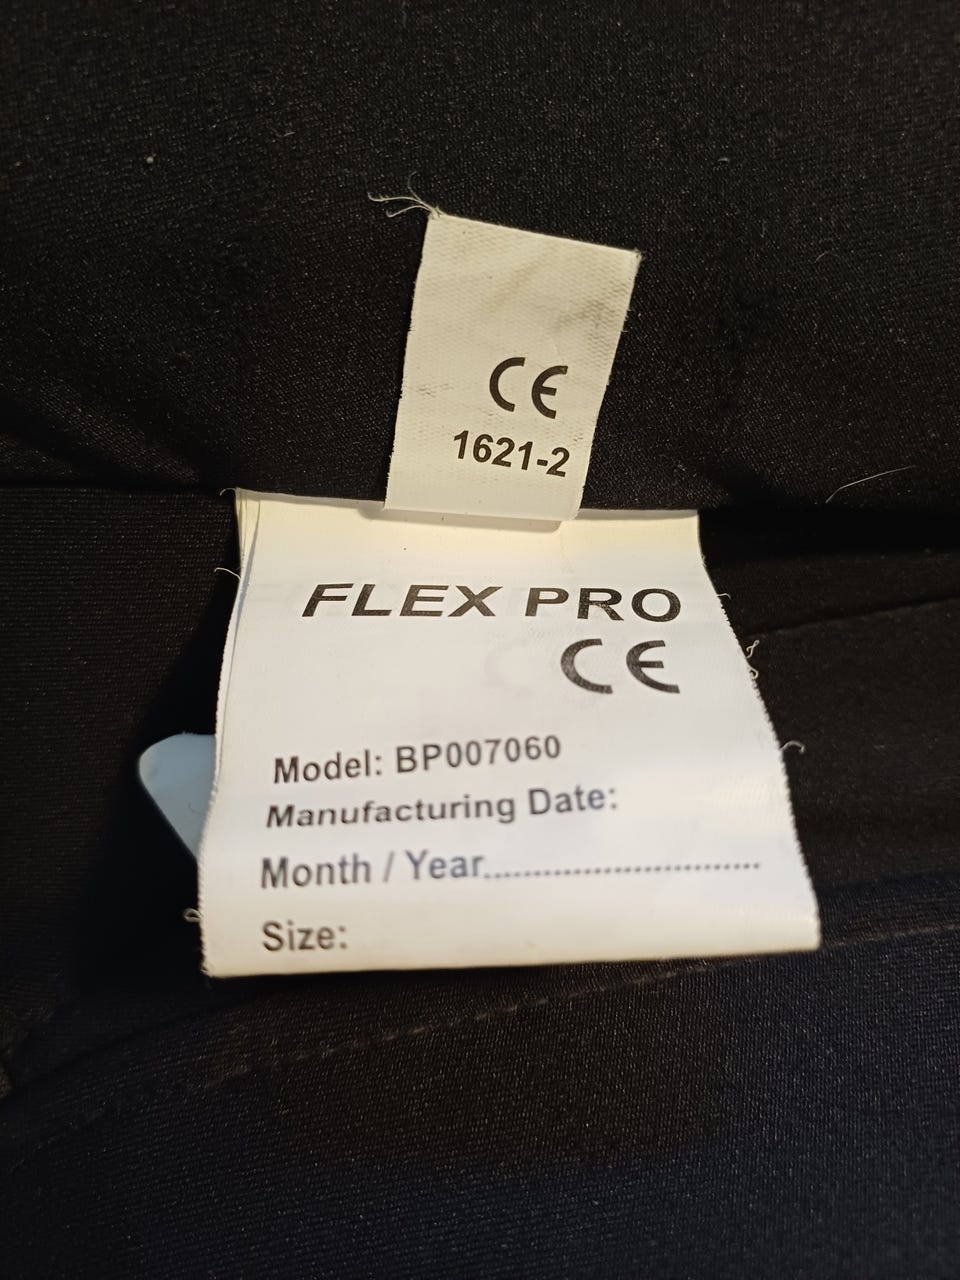 CE
1621-2
FLEX PRO
CE
Model: BP007060
Manufacturing Date:
Month / Year............................
Size: